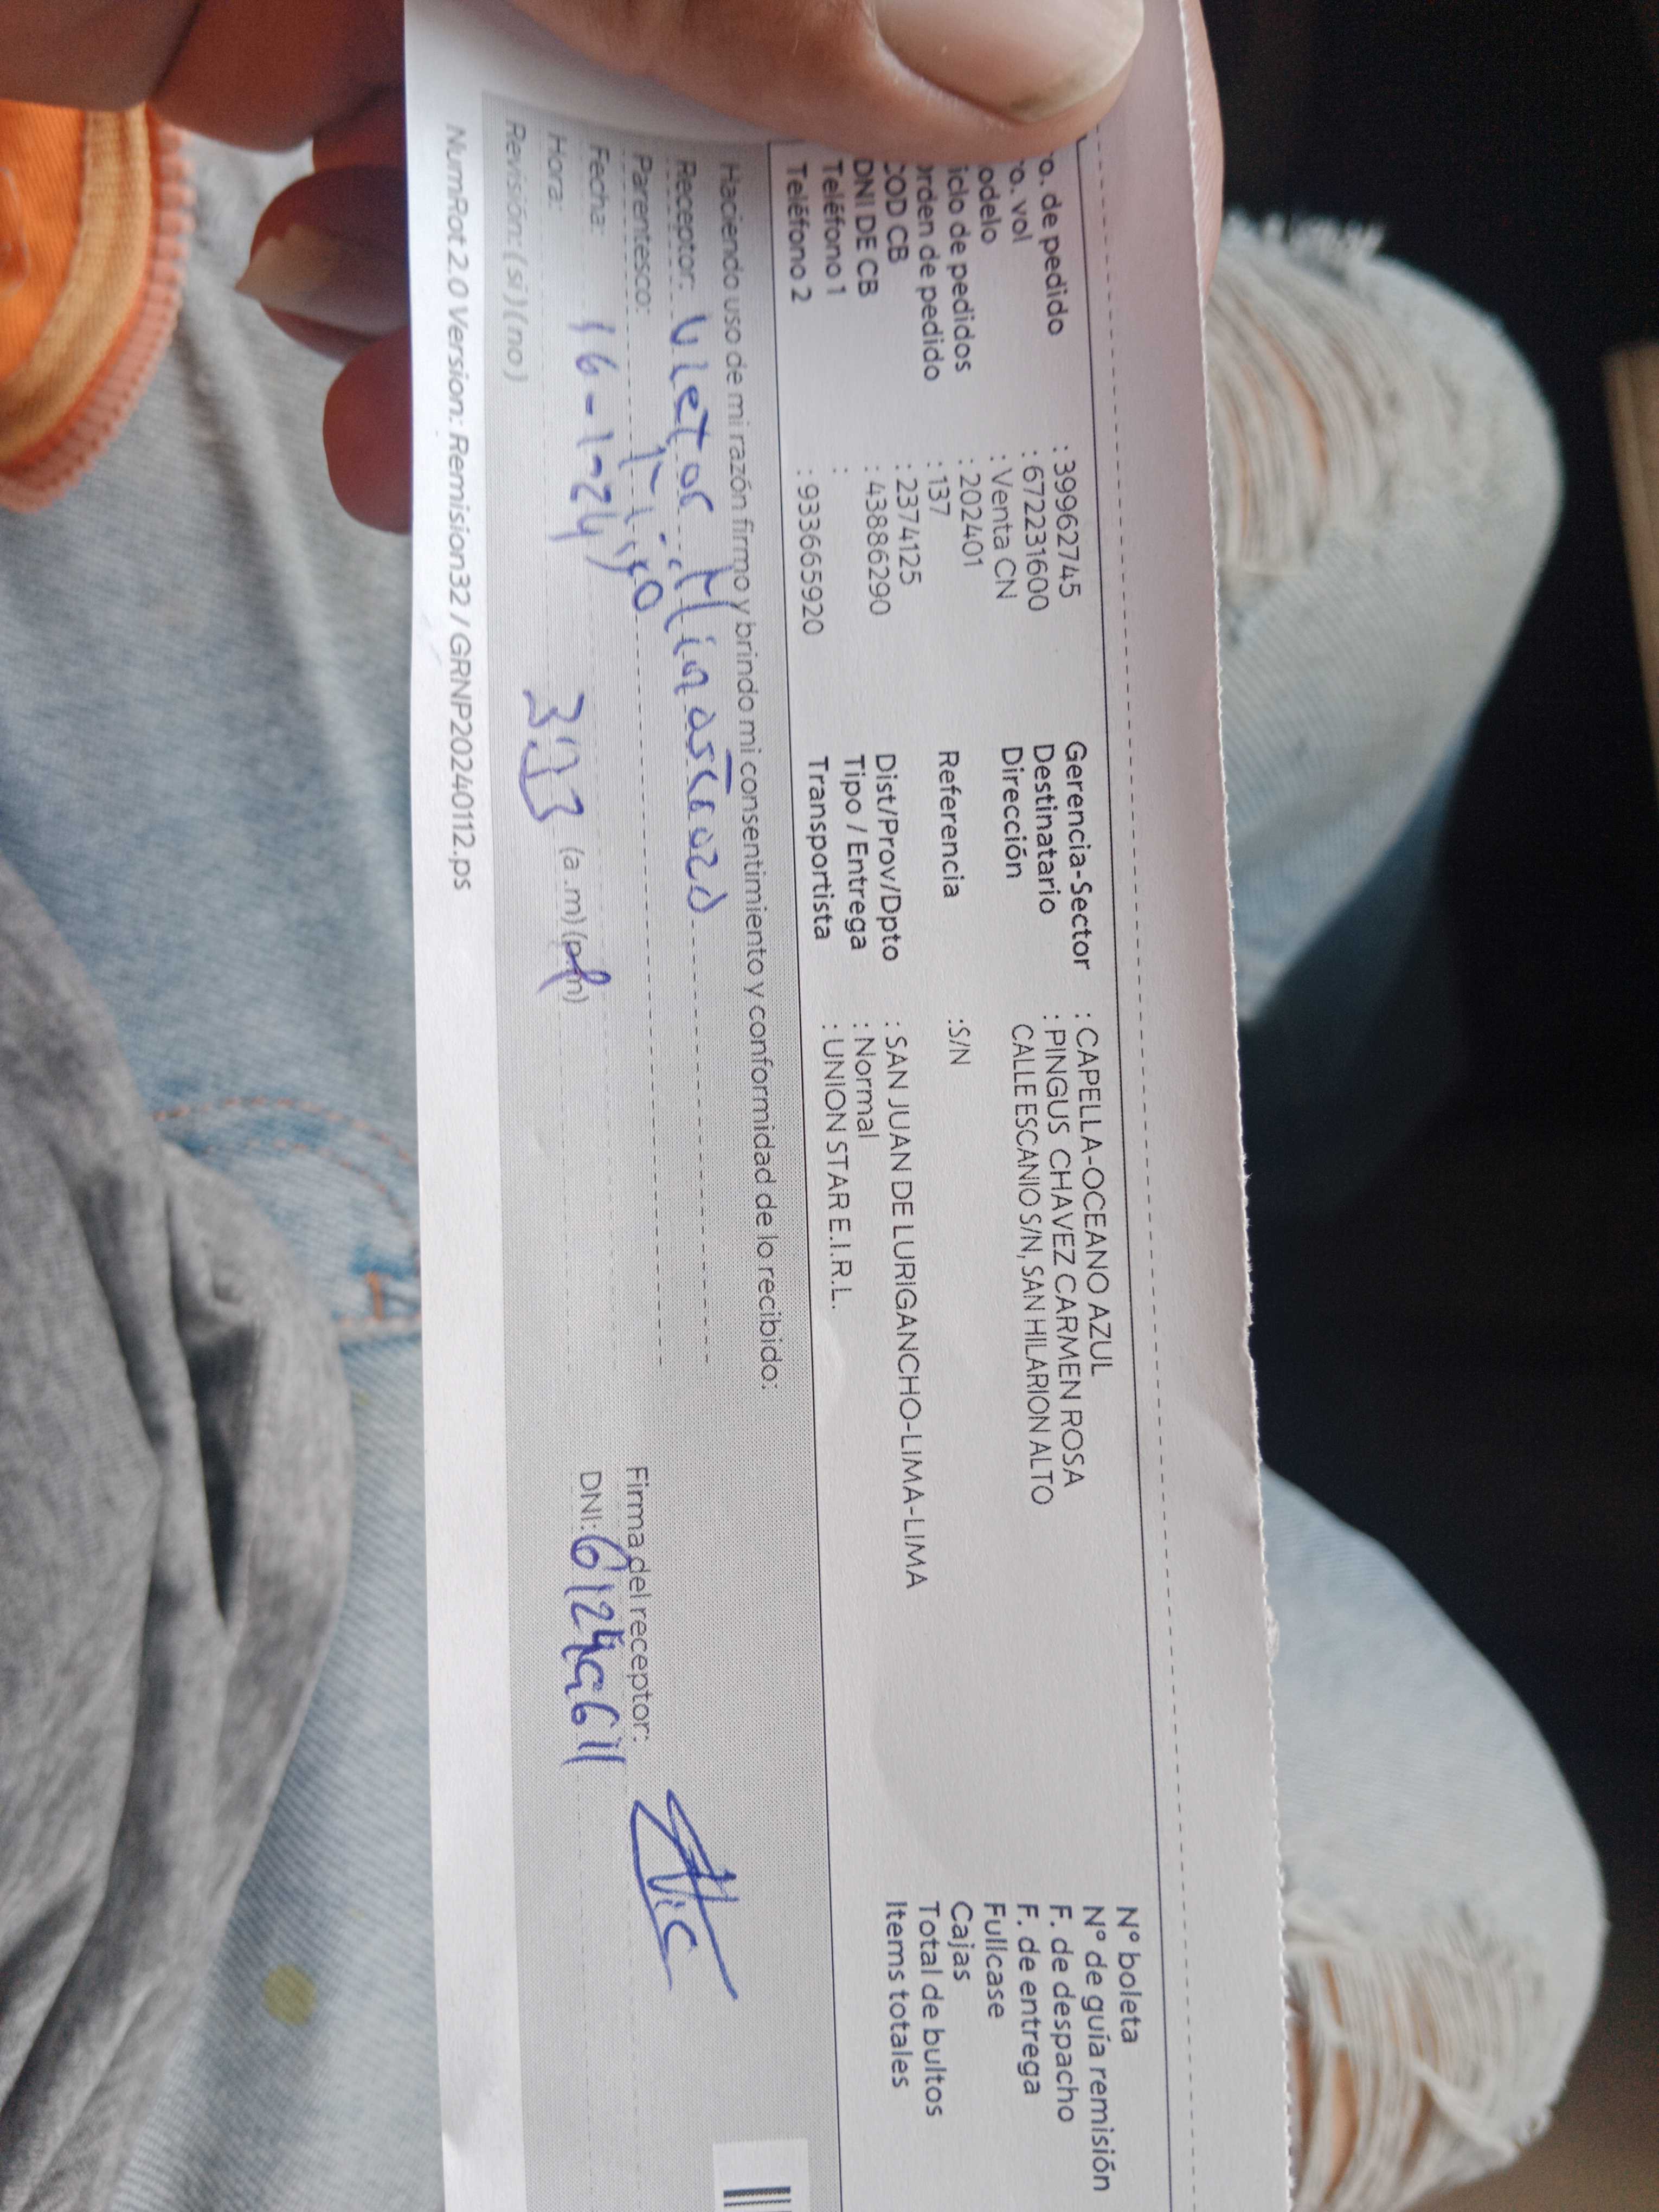 ro. de pedido : 39962745
ro. vol : 672231600
odelo : Venta CN
iclo de pedidos : 202401
orden de pedido : 137
COD CB : 2374125
DNI DE CB : 43886290
Teléfono 1 :
Teléfono 2 : 933665920
Gerencia-Sector : CAPELLA-OCEANO AZUL
Destinatario : PINGUS CHAVEZ CARMEN ROSA
Dirección CALLE ESCANIO S/N, SAN HILARION ALTO
Referencia :S/N
Dist/Prov/Dpto : SAN JUAN DE LURIGANCHO-LIMA-LIMA
Tipo / Entrega : Normal
Transportista : UNION STAR E.I.R.L.
Nº boleta
Nº de guía remisión
F. de despacho
F. de entrega
Fullcase
Cajas
Total de bultos
Items totales
Haciendo uso de mi razón firmo y brindo mi consentimiento y conformidad de lo recibido:
Receptor: Victor
Parentesco:
Fecha: 16-1-24
Hora: (a.m) (p.m)
Revisión: ( si ) ( no )
Firma del receptor:
DNI:
NumRot 2.0 Version: Remision32 / GRNP20240112.ps